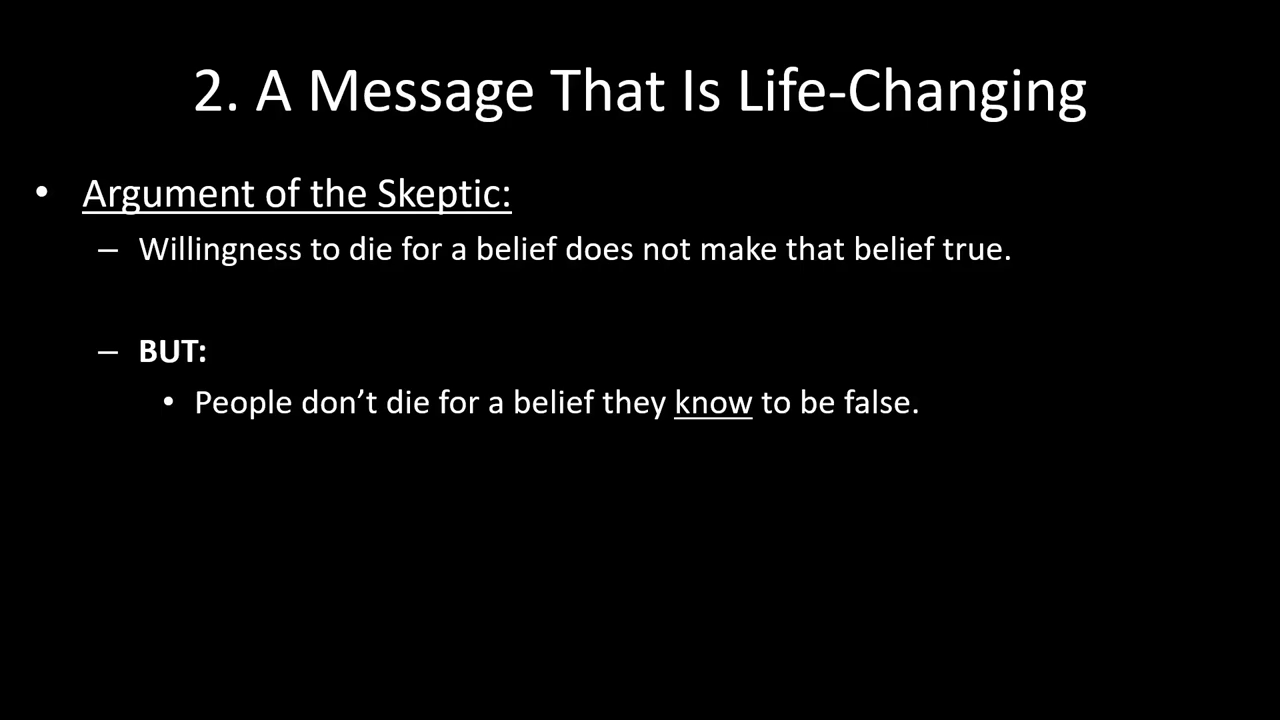 2. A Message That Is Life-Changing
• Argument of the Skeptic:
– Willingness to die for a belief does not make that belief true.
– BUT:
• People don’t die for a belief they know to be false.